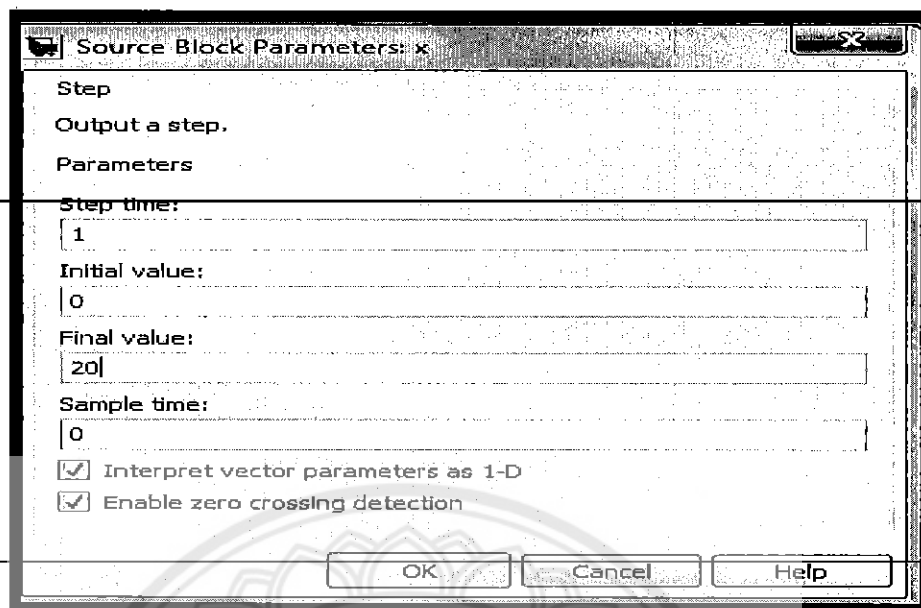 Source Block Parameters: x
Step
Output a step.
Parameters
Step time:
1
Initial value:
0
Final value:
20
Sample time:
0
Interpret vector parameters as 1-D
Enable zero crossing detection
OK Cancel Help